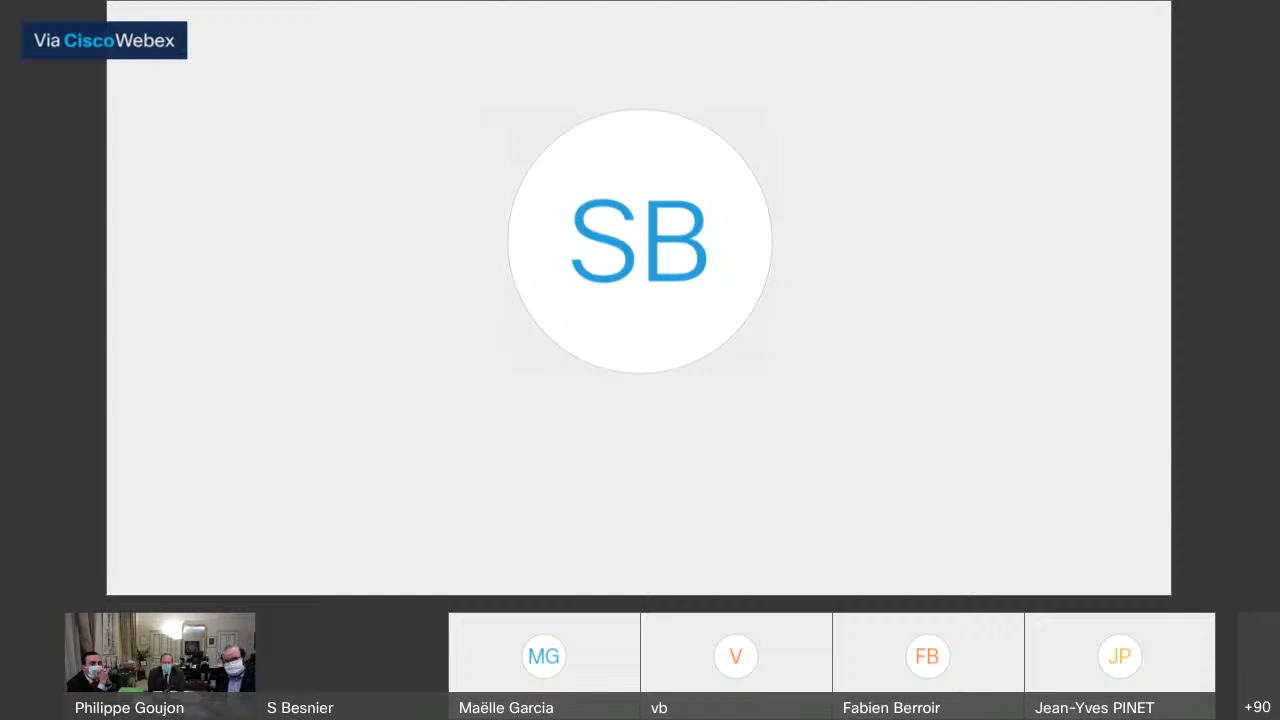 Via CiscoWebex
SB
MG
V
FB
JP
Philippe Goujon
S Besnier
Maëlle Garcia
vb
Fabien Berroir
Jean-Yves PINET
+90